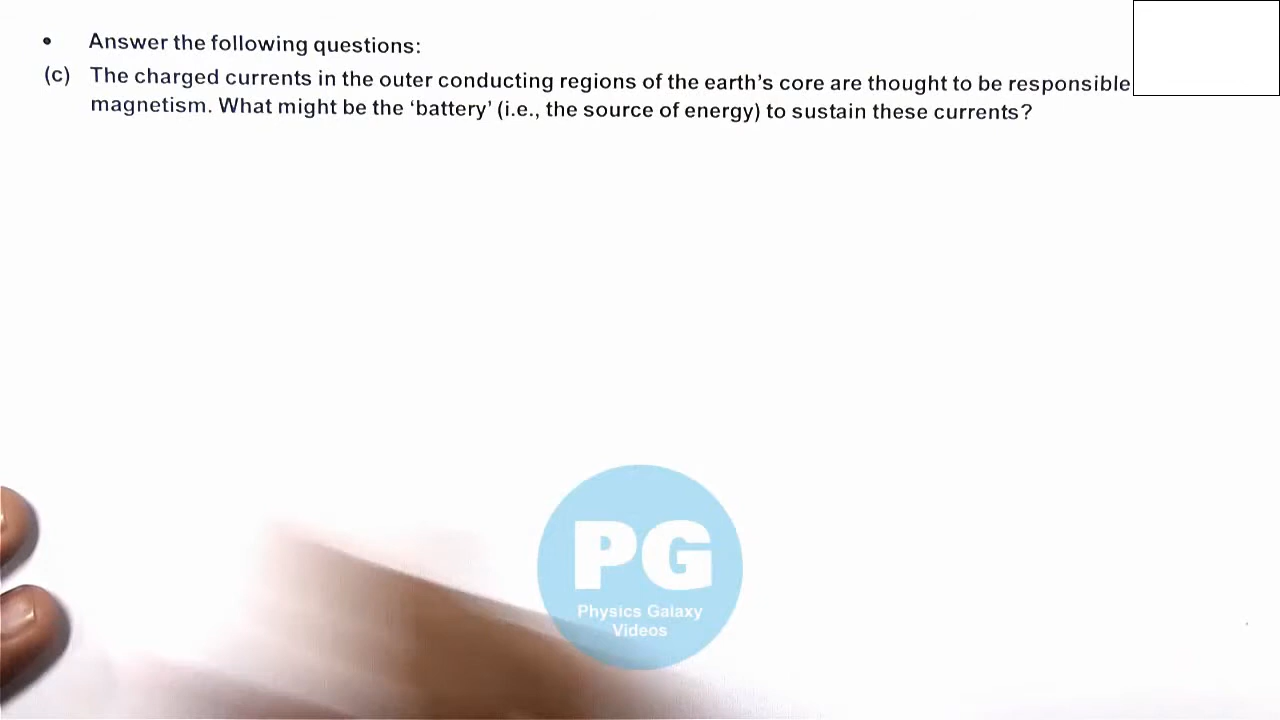 • Answer the following questions:
(c) The charged currents in the outer conducting regions of the earth's core are thought to be responsible
magnetism. What might be the 'battery' (i.e., the source of energy) to sustain these currents?
PG
Physics Galaxy
Videos